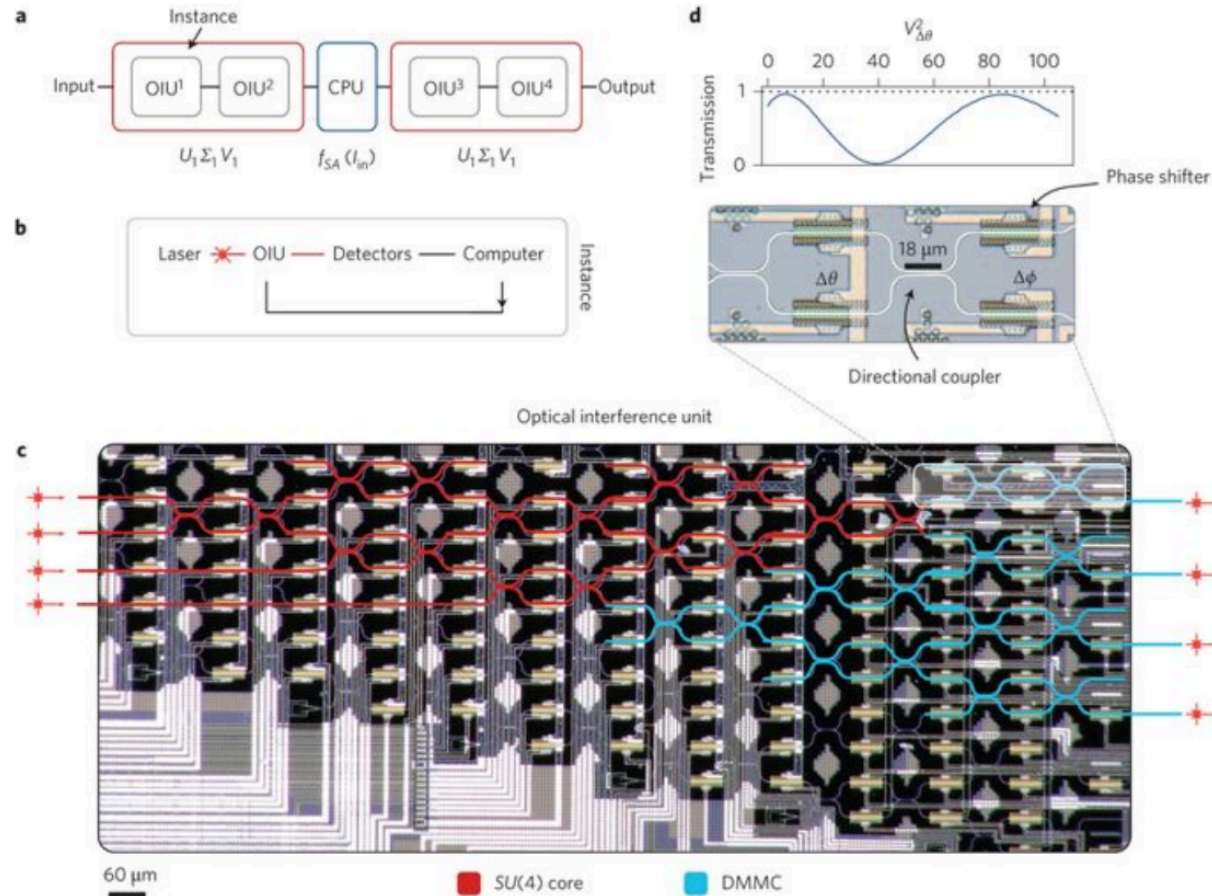 a
Instance
Input
OIU¹
OIU²
CPU
OIU³
OIU⁴
Output
U₁ Σ₁ V₁
f_SA (I_in)
U₁ Σ₁ V₁
b
Laser
OIU
Detectors
Computer
Instance
d
V²_Δθ
0 20 40 60 80 100
Transmission
1
0
Phase shifter
18 μm
Δθ
Δϕ
Directional coupler
Optical interference unit
c
60 μm
SU(4) core
DMMC